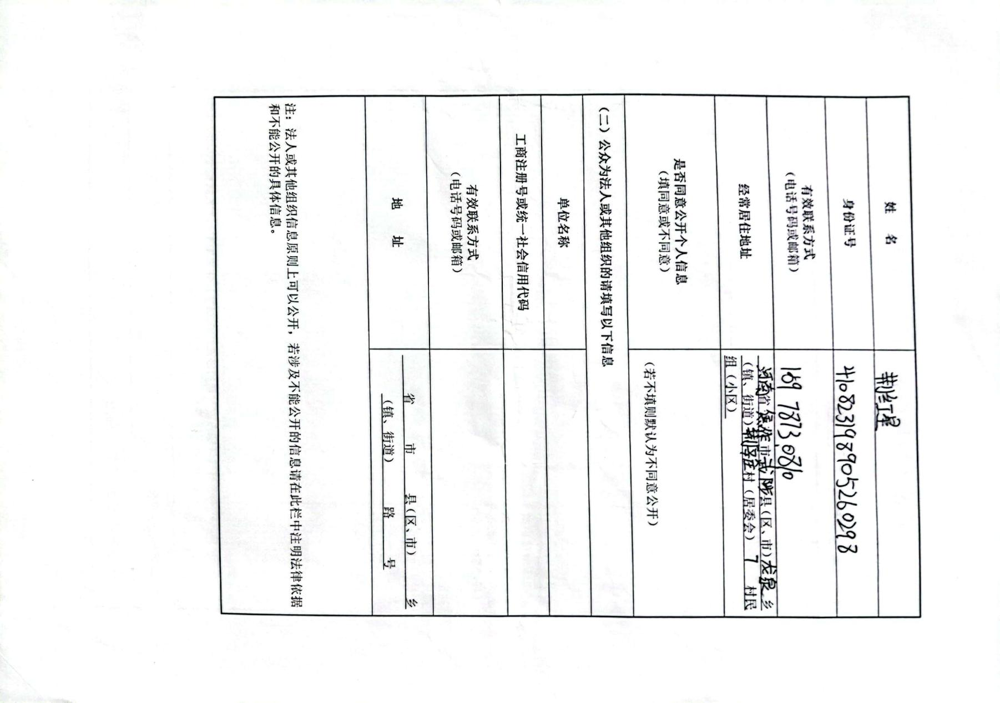 姓 名
荆红星
身份证号
410823198905260298
有效联系方式
(电话号码或邮箱)
经常居住地址
河南省焦作市武陟县(区、市)龙泉乡
(镇、街道)村(居委会) 7 村民
组(小区)
是否同意公开个人信息
(填同意或不同意)
(若不填则默认为不同意公开)
(二)公众为法人或其他组织的请填写以下信息
单位名称
工商注册号或统一社会信用代码
有效联系方式
(电话号码或邮箱)
地 址
省 市 县(区、市) 乡
(镇、街道) 路 号
注：法人或其他组织信息原则上可以公开，若涉及不能公开的信息请在此栏中注明法律依据
和不能公开的具体信息。